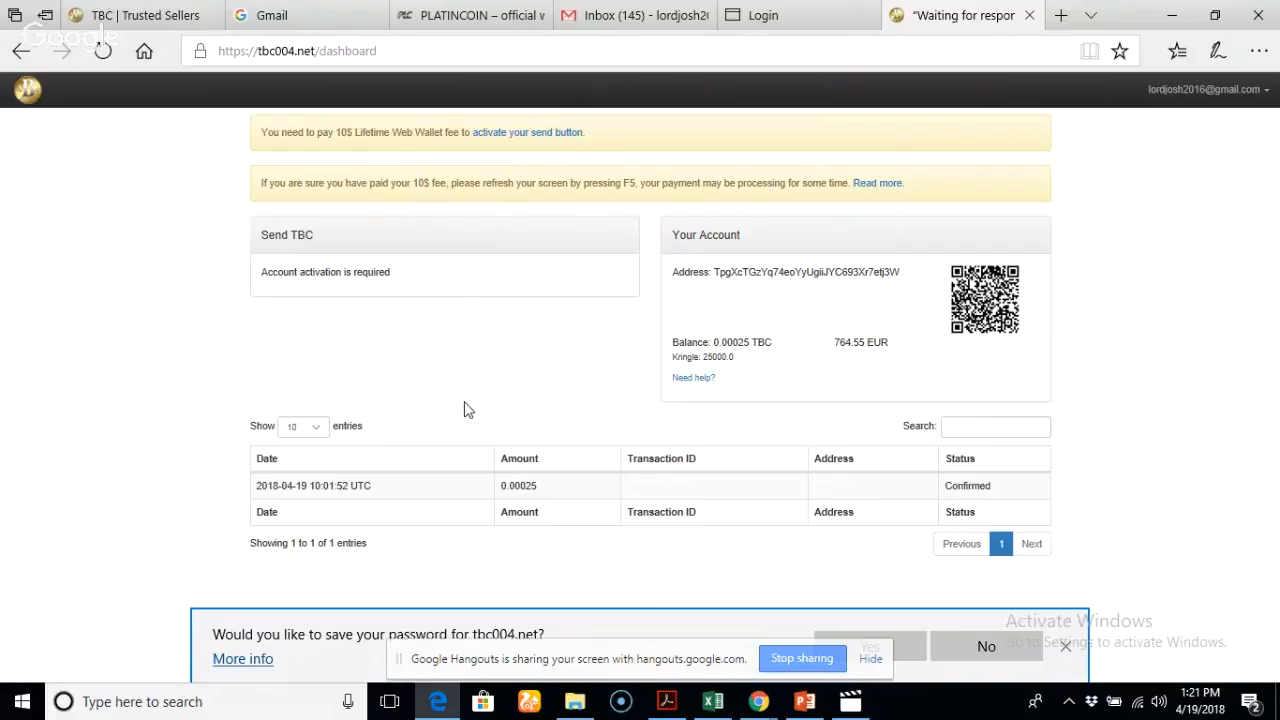 TBC | Trusted Sellers
Gmail
PLATINCOIN – official v
Inbox (145) - lordjosh20
Login
"Waiting for respor
Google
https://tbc004.net/dashboard
lordjosh2016@gmail.com
You need to pay 10$ Lifetime Web Wallet fee to activate your send button.
If you are sure you have paid your 10$ fee, please refresh your screen by pressing F5, your payment may be processing for some time. Read more.
Send TBC
Account activation is required
Your Account
Address: TpgXcTGzYq74eoYyUgiiJYC693Xr7etj3W
Balance: 0.00025 TBC
764.55 EUR
Kringle: 25000.0
Need help?
Show 10 entries
Search:
Date Amount Transaction ID Address Status
2018-04-19 10:01:52 UTC 0.00025 Confirmed
Date Amount Transaction ID Address Status
Showing 1 to 1 of 1 entries
Previous 1 Next
Would you like to save your password for tbc004.net?
More info
Yes
No
Google Hangouts is sharing your screen with hangouts.google.com.
Stop sharing
Hide
Activate Windows
Go to Settings to activate Windows.
Type here to search
1:21 PM
4/19/2018
2